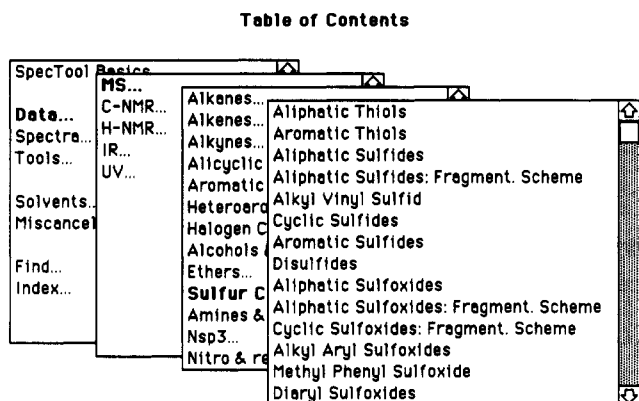 Table of Contents
SpecTool Basics
Data...
Spectra...
Tools...
Solvents..
Miscancel
Find...
Index...
MS...
C-NMR...
H-NMR...
IR...
UV...
Alkanes...
Alkenes...
Alkynes...
Alicyclic
Aromatic
Heteroaro
Halogen C
Alcohols &
Ethers...
Sulfur C
Amines &
Nsp3...
Nitro & re
Aliphatic Thiols
Aromatic Thiols
Aliphatic Sulfides
Aliphatic Sulfides: Fragment. Scheme
Alkyl Vinyl Sulfid
Cyclic Sulfides
Aromatic Sulfides
Disulfides
Aliphatic Sulfoxides
Aliphatic Sulfoxides: Fragment. Scheme
Cyclic Sulfoxides: Fragment. Scheme
Alkyl Aryl Sulfoxides
Methyl Phenyl Sulfoxide
Diaryl Sulfoxides